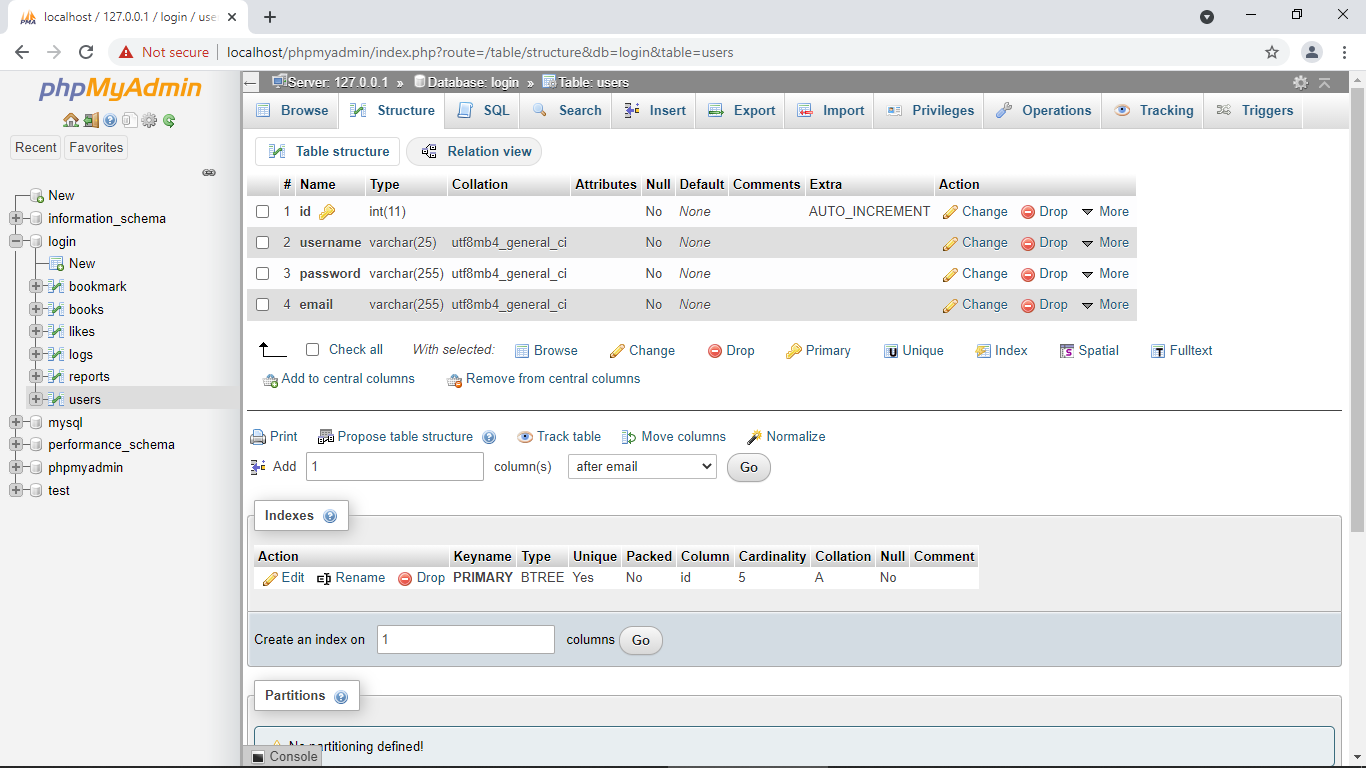 localhost / 127.0.0.1 / login / use
Not secure localhost/phpmyadmin/index.php?route=/table/structure&db=login&table=users
phpMyAdmin
Recent Favorites
New
information_schema
login
New
bookmark
books
likes
logs
reports
users
mysql
performance_schema
phpmyadmin
test
Server: 127.0.0.1 » Database: login » Table: users
Browse Structure SQL Search Insert Export Import Privileges Operations Tracking Triggers
Table structure Relation view
# Name Type Collation Attributes Null Default Comments Extra Action
1 id int(11) No None AUTO_INCREMENT Change Drop More
2 username varchar(25) utf8mb4_general_ci No None Change Drop More
3 password varchar(255) utf8mb4_general_ci No None Change Drop More
4 email varchar(255) utf8mb4_general_ci No None Change Drop More
Check all With selected: Browse Change Drop Primary Unique Index Spatial Fulltext
Add to central columns Remove from central columns
Print Propose table structure Track table Move columns Normalize
Add 1 column(s) after email Go
Indexes
Action Keyname Type Unique Packed Column Cardinality Collation Null Comment
Edit Rename Drop PRIMARY BTREE Yes No id 5 A No
Create an index on 1 columns Go
Partitions
No partitioning defined!
Console